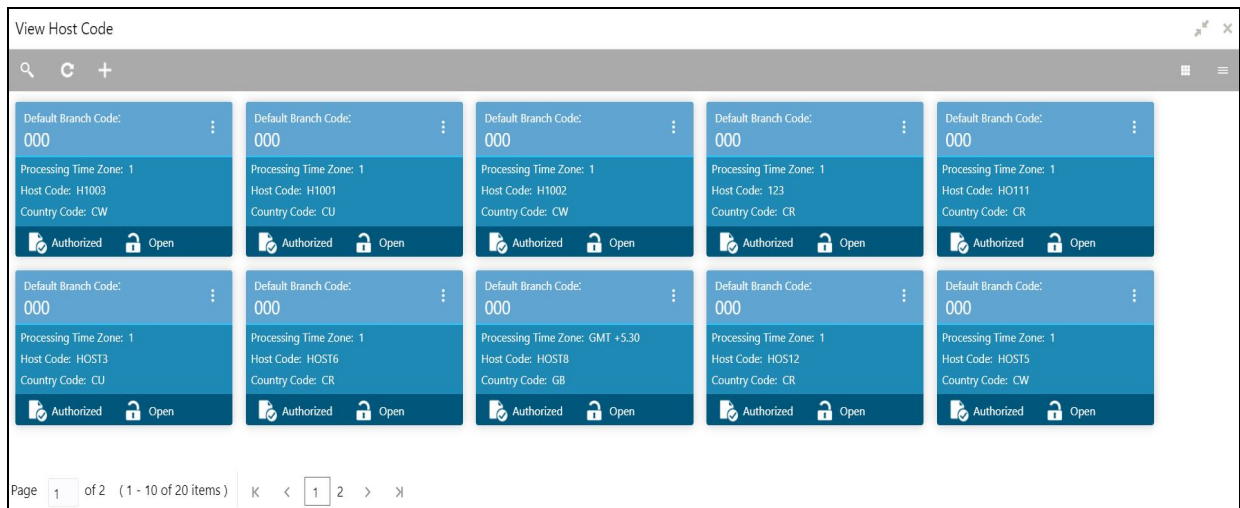 View Host Code
Default Branch Code:
000
Processing Time Zone: 1
Host Code: H1003
Country Code: CW
Authorized Open
Default Branch Code:
000
Processing Time Zone: 1
Host Code: H1001
Country Code: CU
Authorized Open
Default Branch Code:
000
Processing Time Zone: 1
Host Code: H1002
Country Code: CW
Authorized Open
Default Branch Code:
000
Processing Time Zone: 1
Host Code: 123
Country Code: CR
Authorized Open
Default Branch Code:
000
Processing Time Zone: 1
Host Code: HO111
Country Code: CR
Authorized Open
Default Branch Code:
000
Processing Time Zone: 1
Host Code: HOST3
Country Code: CU
Authorized Open
Default Branch Code:
000
Processing Time Zone: 1
Host Code: HOST6
Country Code: CR
Authorized Open
Default Branch Code:
000
Processing Time Zone: GMT +5.30
Host Code: HOST8
Country Code: GB
Authorized Open
Default Branch Code:
000
Processing Time Zone: 1
Host Code: HOS12
Country Code: CR
Authorized Open
Default Branch Code:
000
Processing Time Zone: 1
Host Code: HOST5
Country Code: CW
Authorized Open
Page 1 of 2 ( 1 - 10 of 20 items ) 1 2